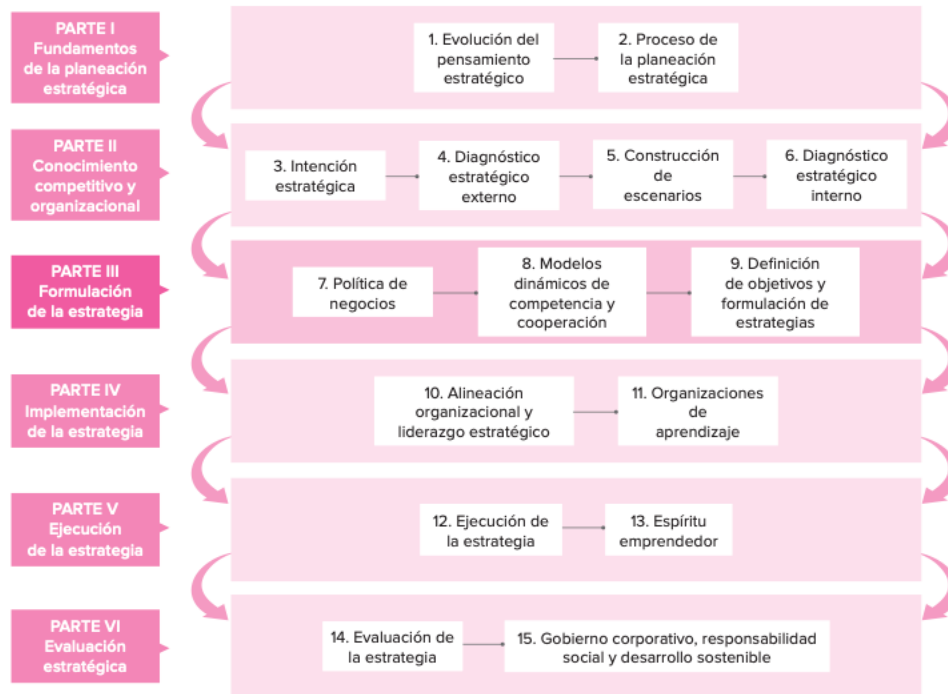 PARTE I
Fundamentos
de la planeación
estratégica
1. Evolución del
pensamiento
estratégico
2. Proceso de
la planeación
estratégica
PARTE II
Conocimiento
competitivo y
organizacional
3. Intención
estratégica
4. Diagnóstico
estratégico
externo
5. Construcción
de
escenarios
6. Diagnóstico
estratégico
interno
PARTE III
Formulación
de la estrategia
7. Política de
negocios
8. Modelos
dinámicos de
competencia y
cooperación
9. Definición
de objetivos y
formulación de
estrategias
PARTE IV
Implementación
de la estrategia
10. Alineación
organizacional y
liderazgo estratégico
11. Organizaciones
de
aprendizaje
PARTE V
Ejecución
de la estrategia
12. Ejecución de
la estrategia
13. Espíritu
emprendedor
PARTE VI
Evaluación
estratégica
14. Evaluación de
la estrategia
15. Gobierno corporativo, responsabilidad
social y desarrollo sostenible